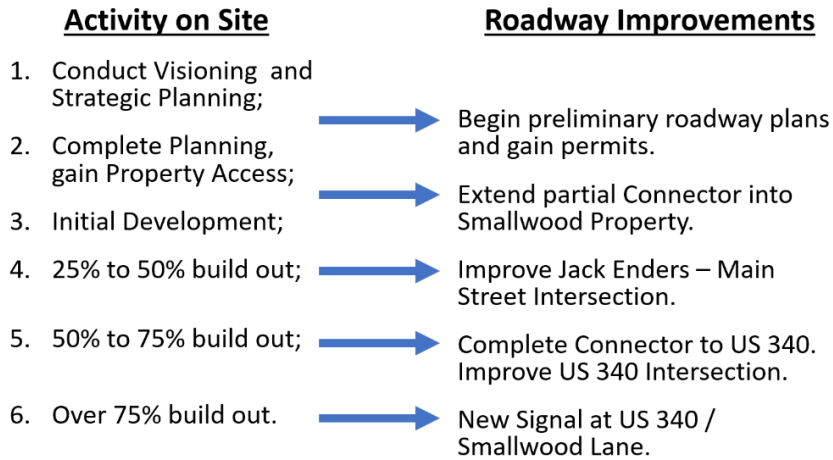 Activity on Site
Roadway Improvements
1. Conduct Visioning and
Strategic Planning;
2. Complete Planning,
gain Property Access;
3. Initial Development;
4. 25% to 50% build out;
5. 50% to 75% build out;
6. Over 75% build out.
Begin preliminary roadway plans
and gain permits.
Extend partial Connector into
Smallwood Property.
Improve Jack Enders – Main
Street Intersection.
Complete Connector to US 340.
Improve US 340 Intersection.
New Signal at US 340 /
Smallwood Lane.